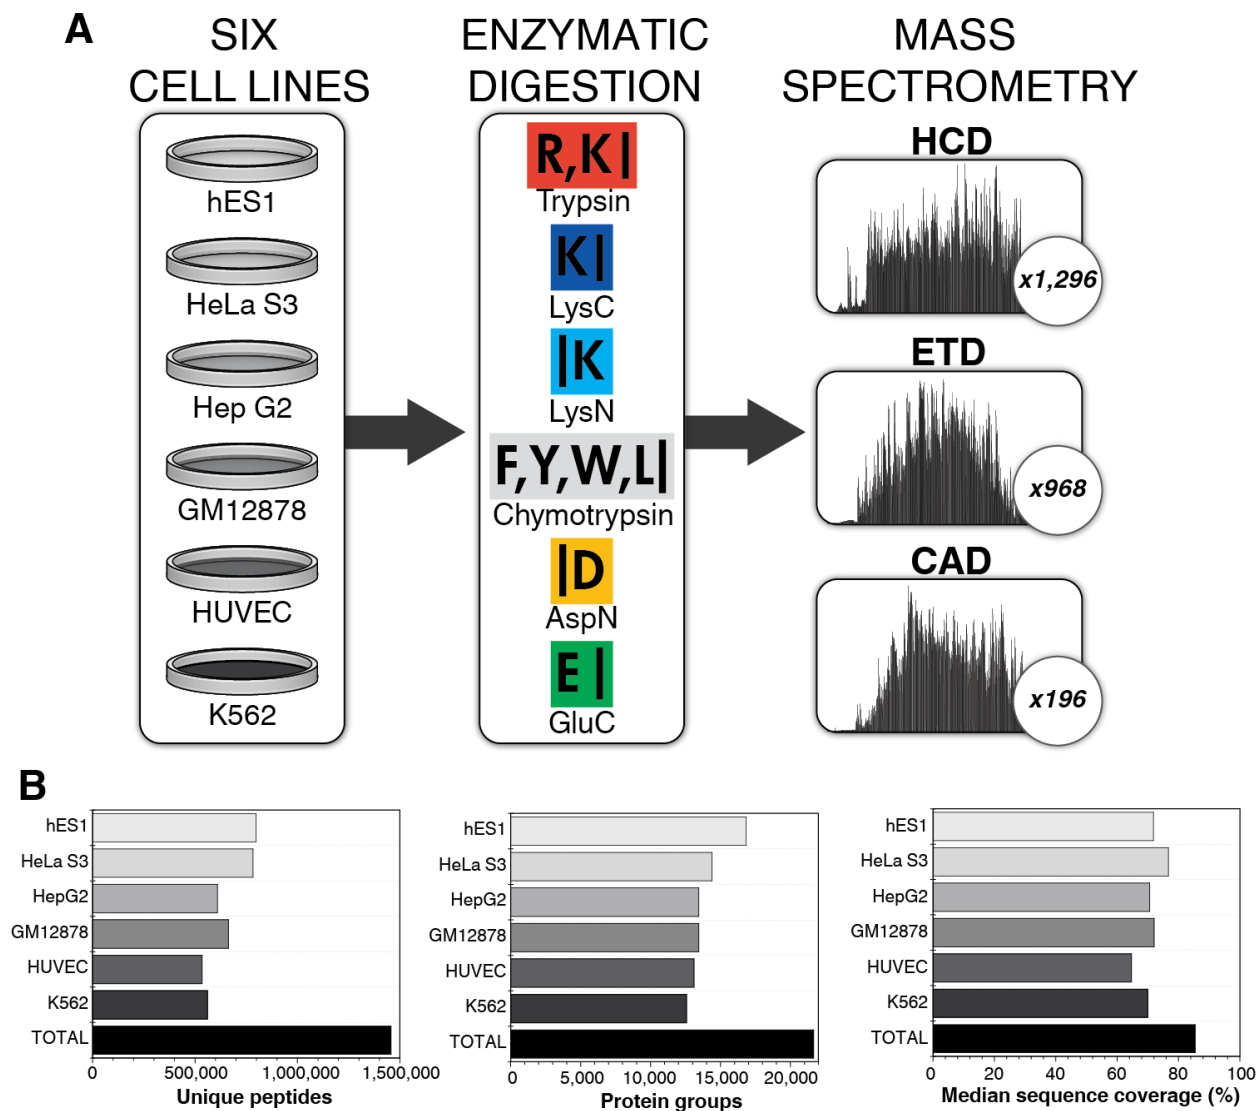 A
SIX
CELL LINES
hES1
HeLa S3
Hep G2
GM12878
HUVEC
K562
ENZYMATIC
DIGESTION
R,K|
Trypsin
K|
LysC
|K
LysN
F,Y,W,L|
Chymotrypsin
|D
AspN
E |
GluC
MASS
SPECTROMETRY
HCD
x1,296
ETD
x968
CAD
x196
B
hES1
HeLa S3
HepG2
GM12878
HUVEC
K562
TOTAL
0 500,000 1,000,000 1,500,000
Unique peptides
hES1
HeLa S3
HepG2
GM12878
HUVEC
K562
TOTAL
0 5,000 10,000 15,000 20,000
Protein groups
hES1
HeLa S3
HepG2
GM12878
HUVEC
K562
TOTAL
0 20 40 60 80 100
Median sequence coverage (%)